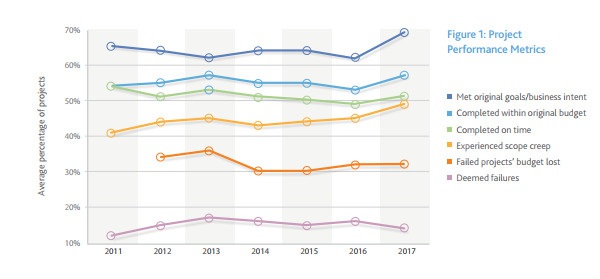 Figure 1: Project
Performance Metrics
Average percentage of projects
70%
60%
50%
40%
30%
20%
10%
2011 2012 2013 2014 2015 2016 2017
Met original goals/business intent
Completed within original budget
Completed on time
Experienced scope creep
Failed projects' budget lost
Deemed failures